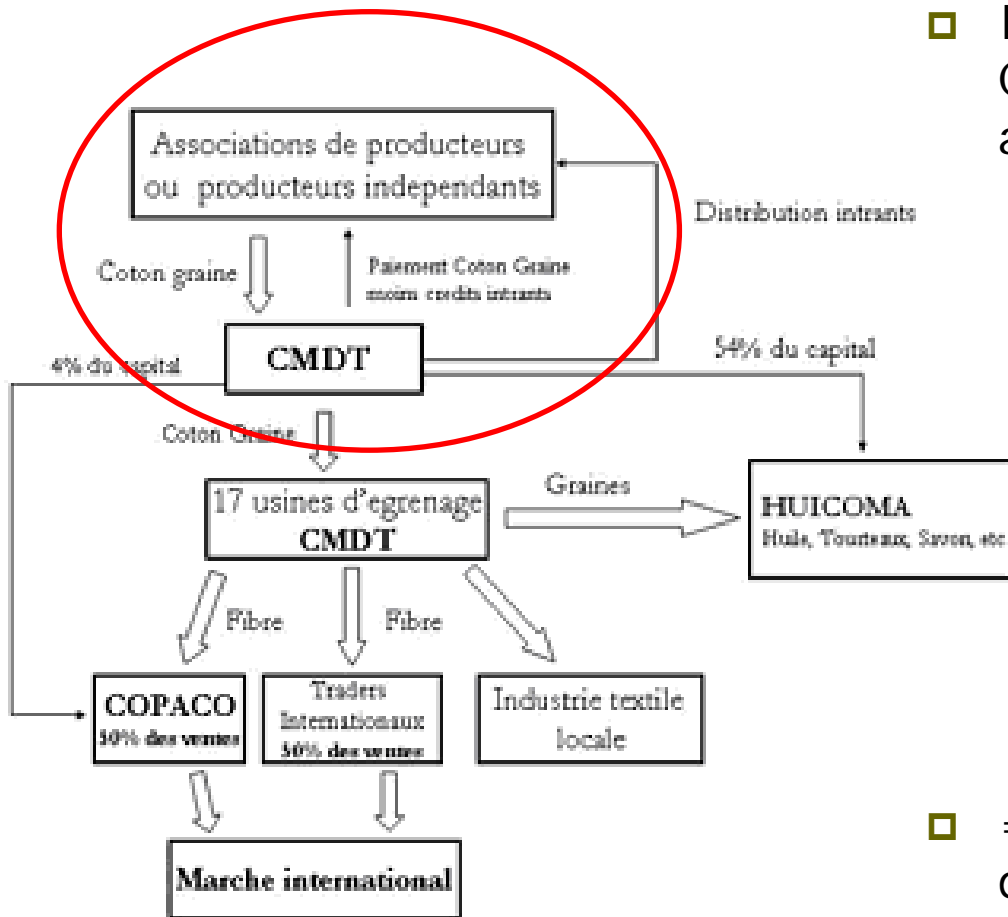 Associations de producteurs
ou producteurs independants
Distribution intrants
Coton graine
Paiement Coton Graine
moins credits intrants
CMDT
4% du capital
54% du capital
Coton Graine
17 usines d'egrenage
CMDT
Graines
HUICOMA
Huile, Tourteaux, Savon, etc
Fibre
Fibre
COPACO
50% des ventes
Traders
Internationaux
50% des ventes
Industrie textile
locale
Marche international